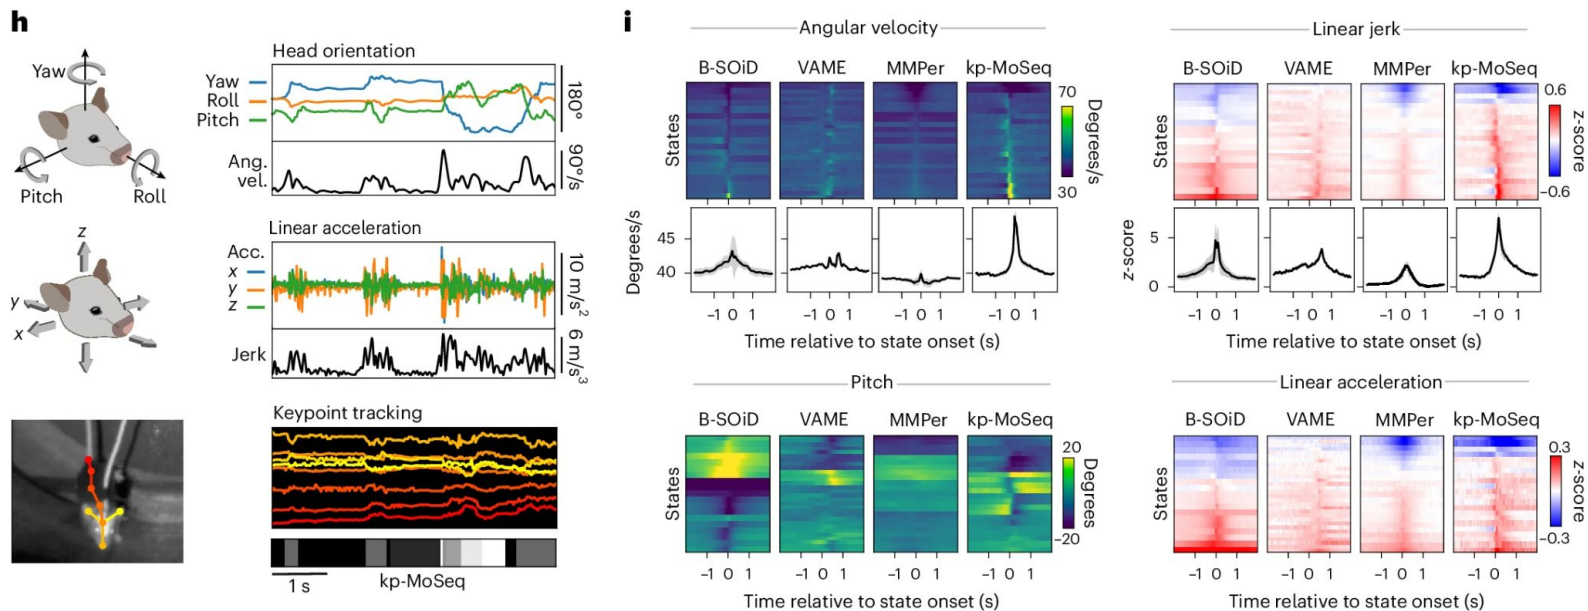 h
Yaw
Pitch
Roll
z
y
x
Head orientation
Yaw
Roll
Pitch
180°
Ang.
vel.
90°/s
Linear acceleration
Acc.
x
y
z
10 m/s²
Jerk
6 m/s³
Keypoint tracking
1 s
kp-MoSeq
i
Angular velocity
B-SOiD VAME MMPer kp-MoSeq
States
70
30
Degrees/s
Degrees/s
45
40
–1 0 1 –1 0 1 –1 0 1 –1 0 1
Time relative to state onset (s)
Linear jerk
B-SOiD VAME MMPer kp-MoSeq
States
0.6
–0.6
z-score
z-score
5
0
–1 0 1 –1 0 1 –1 0 1 –1 0 1
Time relative to state onset (s)
Pitch
B-SOiD VAME MMPer kp-MoSeq
States
20
–20
Degrees
–1 0 1 –1 0 1 –1 0 1 –1 0 1
Time relative to state onset (s)
Linear acceleration
B-SOiD VAME MMPer kp-MoSeq
States
0.3
–0.3
z-score
–1 0 1 –1 0 1 –1 0 1 –1 0 1
Time relative to state onset (s)